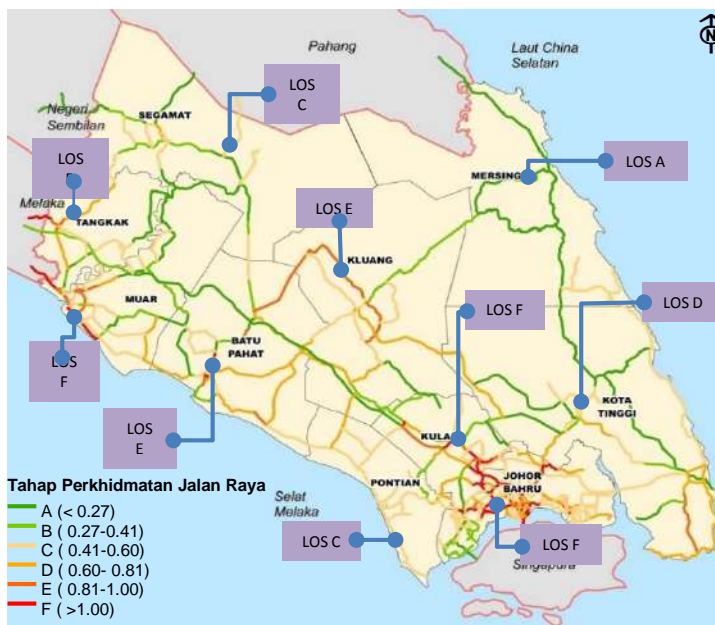 Pahang
Laut China
Selatan
N
LOS
C
Negeri
Sembilan
SEGAMAT
LOS
LOS A
MERSING
Melaka
TANGKAK
LOS E
KLUANG
MUAR
LOS F
LOS D
BATU
PAHAT
LOS
F
KOTA
TINGGI
LOS
E
KULA
JOHOR
BAHRU
PONTIAN
Tahap Perkhidmatan Jalan Raya
Selat
Melaka
A (< 0.27)
B ( 0.27-0.41)
C ( 0.41-0.60)
D ( 0.60- 0.81)
E ( 0.81-1.00)
F ( >1.00)
LOS C
LOS F
Singapura